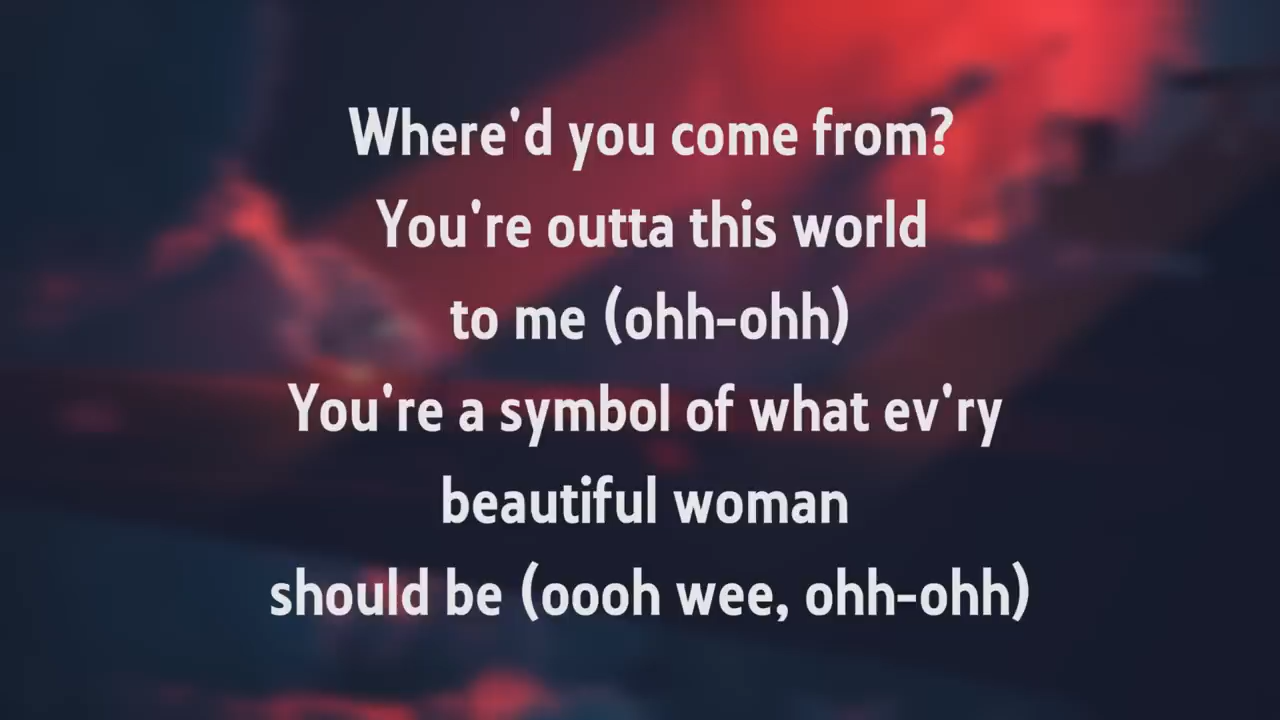 Where'd you come from?
You're outta this world
to me (ohh-ohh)
You're a symbol of what ev'ry
beautiful woman
should be (oooh wee, ohh-ohh)